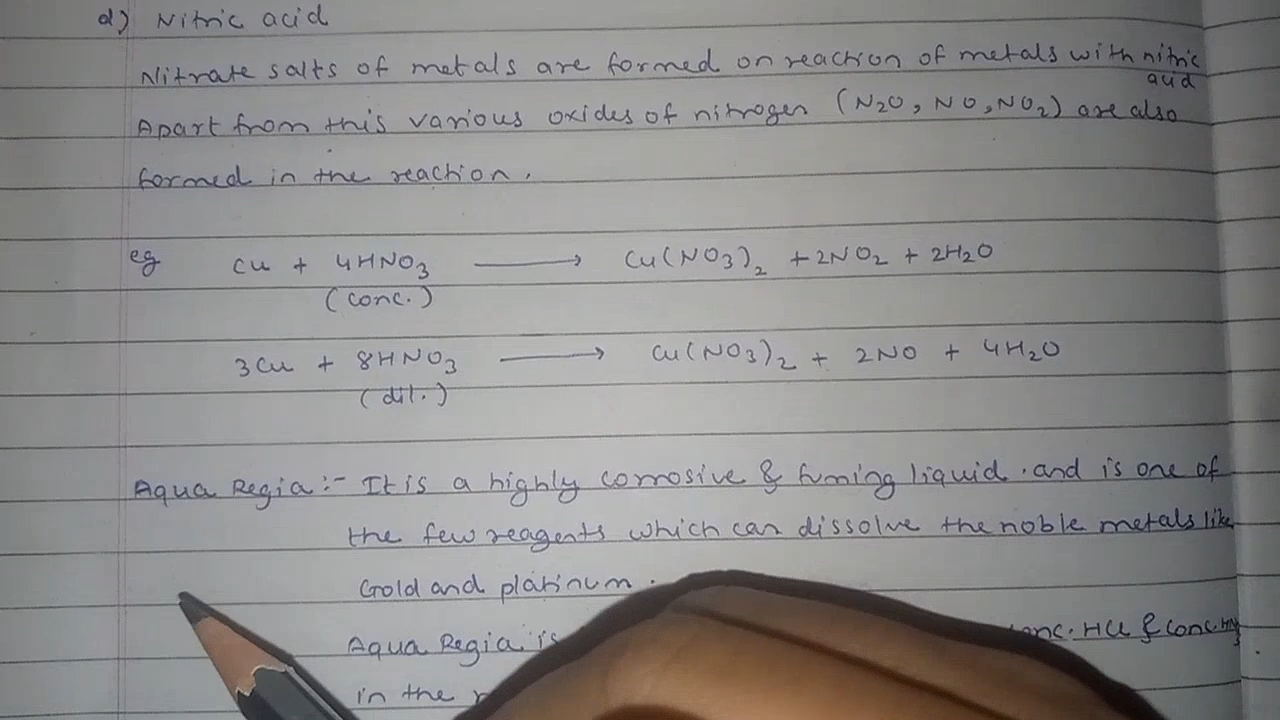 d) Nitric acid
Nitrate salts of metals are formed on reaction of metals with nitric
acid
Apart from this various oxides of nitrogen (N2O, NO, NO2) are also
formed in the reaction.
eg Cu + 4HNO3 ⟶ Cu(NO3)2 + 2NO2 + 2H2O
(conc.)
3Cu + 8HNO3 ⟶ Cu(NO3)2 + 2NO + 4H2O
(dil.)
Aqua Regia :- It is a highly corrosive & fuming liquid. and is one of
the few reagents which can dissolve the noble metals like
Gold and platinum.
Aqua Regia is conc. HCl & conc. HNO3
in the